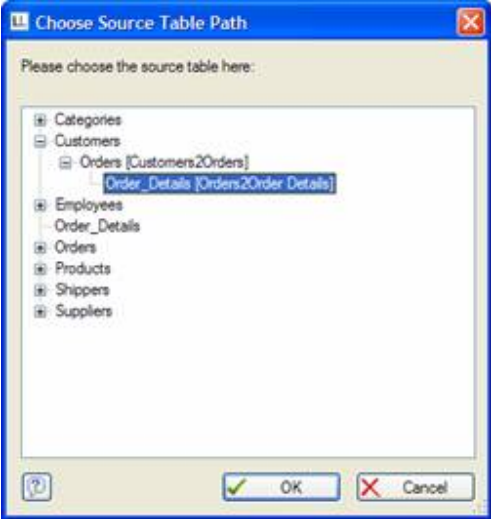 LL Choose Source Table Path
Please choose the source table here:
Categories
Customers
Orders [Customers2Orders]
Order_Details [Orders2Order Details]
Employees
Order_Details
Orders
Products
Shippers
Suppliers
? OK Cancel